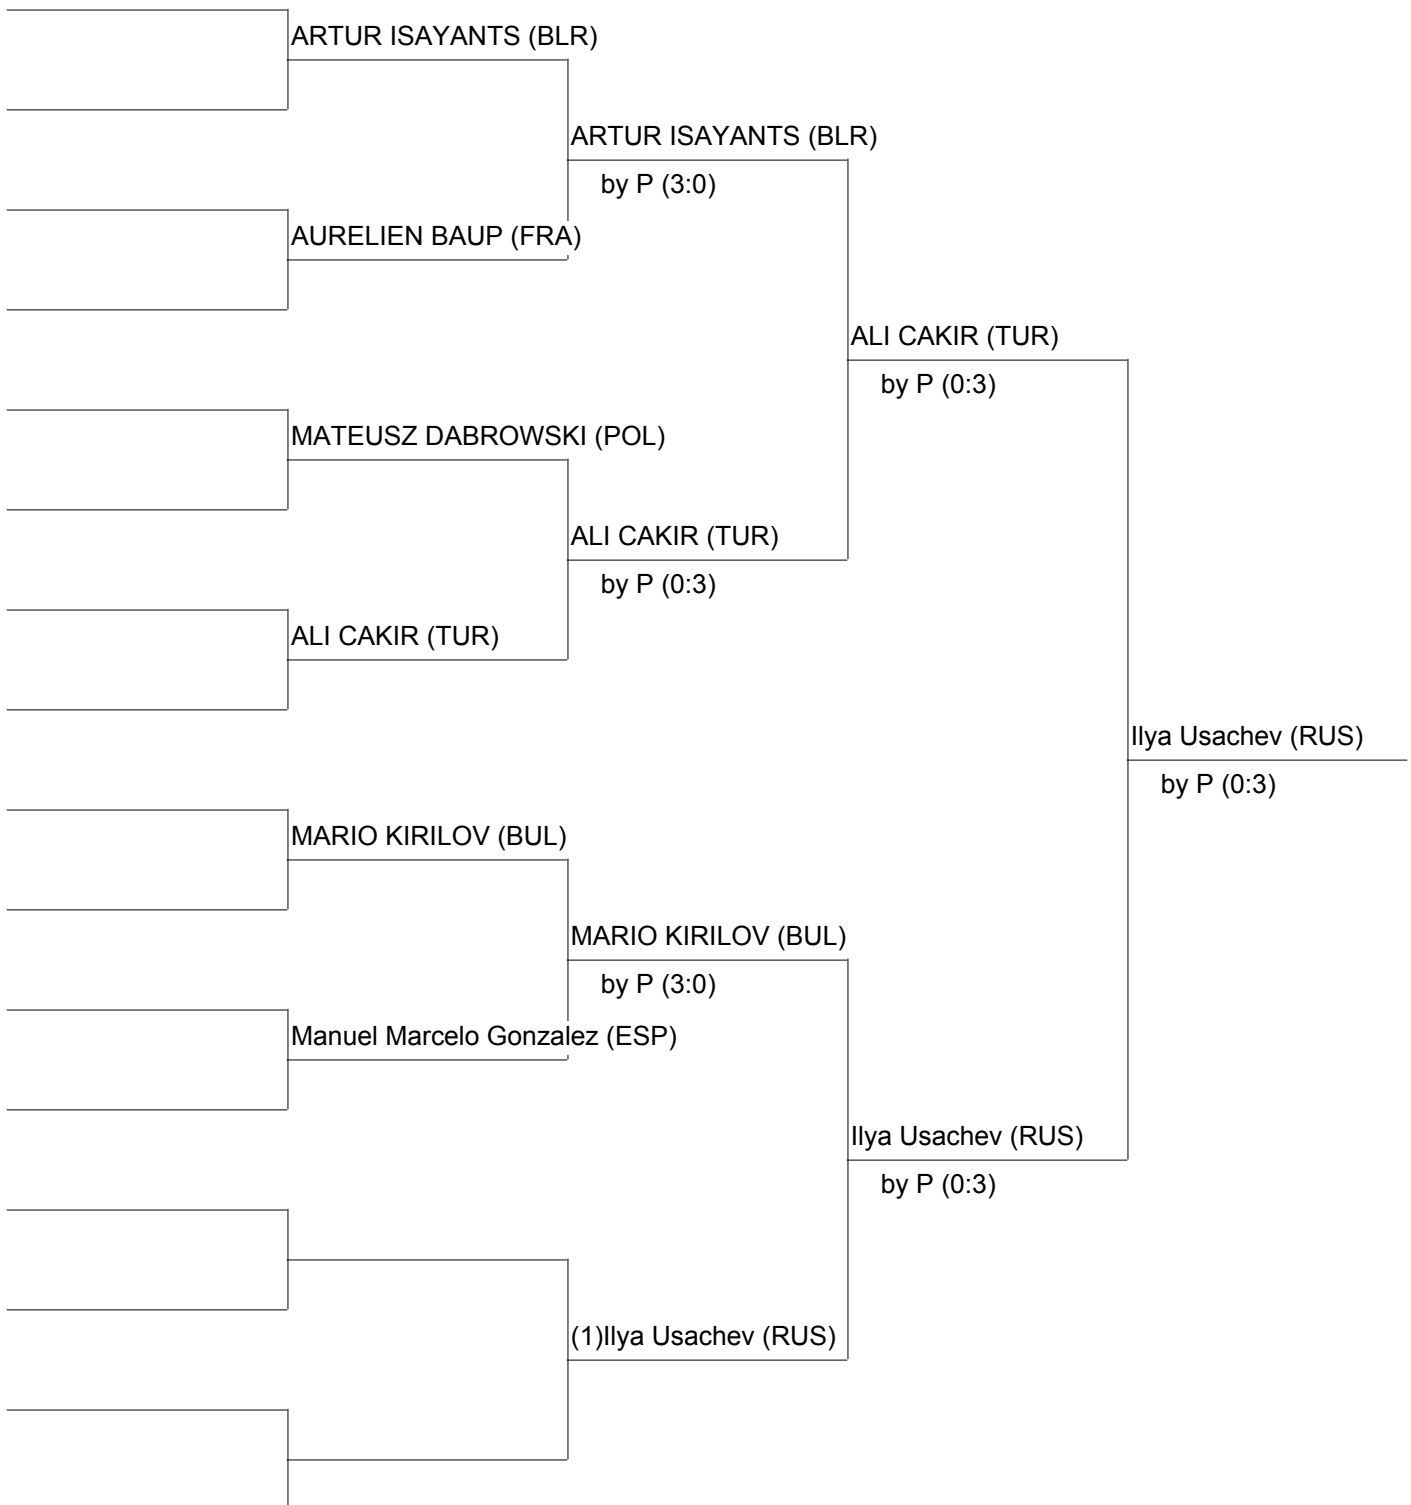 ARTUR ISAYANTS (BLR)
ARTUR ISAYANTS (BLR)
by P (3:0)
AURELIEN BAUP (FRA)
ALI CAKIR (TUR)
by P (0:3)
MATEUSZ DABROWSKI (POL)
ALI CAKIR (TUR)
by P (0:3)
ALI CAKIR (TUR)
Ilya Usachev (RUS)
by P (0:3)
MARIO KIRILOV (BUL)
MARIO KIRILOV (BUL)
by P (3:0)
Manuel Marcelo Gonzalez (ESP)
Ilya Usachev (RUS)
by P (0:3)
(1)Ilya Usachev (RUS)